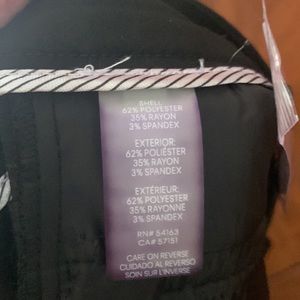 SHELL
62% POLYESTER
35% RAYON
3% SPANDEX
EXTERIOR:
62% POLIÉSTER
35% RAYON
3% SPANDEX
EXTÉRIEUR:
62% POLYESTER
35% RAYONNE
3% SPANDEX
RN# 54163
CA# 57151
CARE ON REVERSE
CUIDADO AL REVERSO
SOIN SUR L'INVERSE